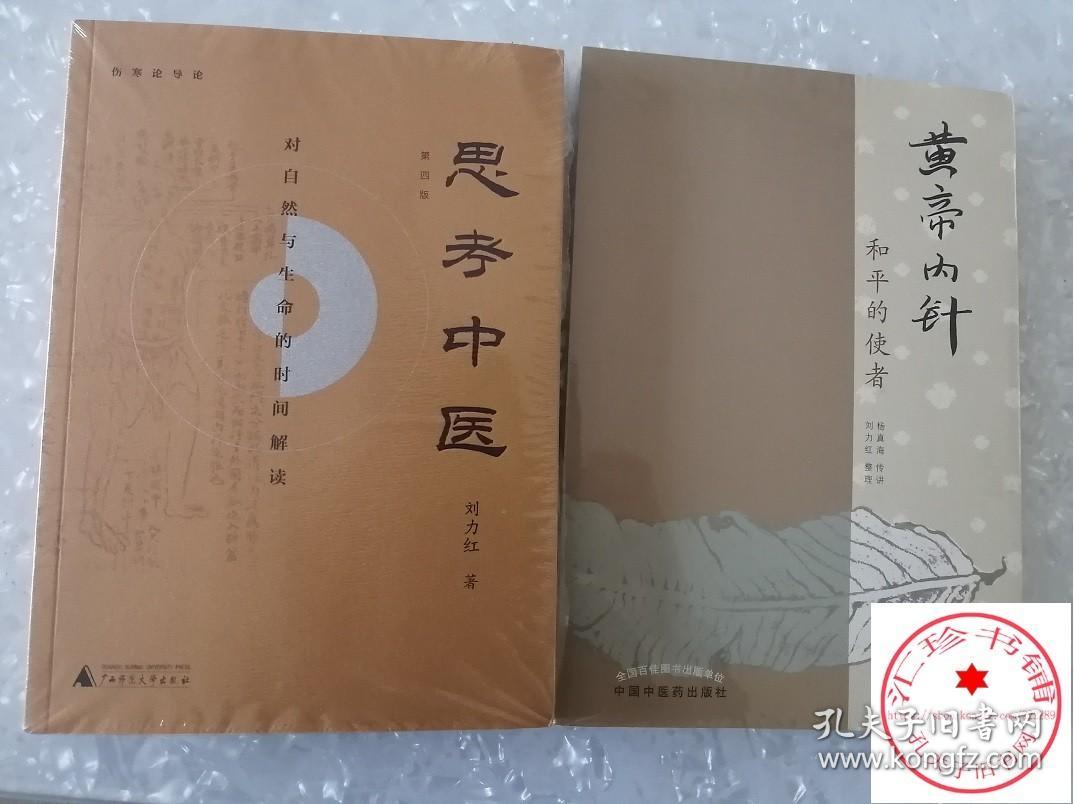 伤寒论导论
思考中医
第四版
对自然与生命的时间解读
刘力红 著
GUANGXI NORMAL UNIVERSITY PRESS
广西师范大学出版社
黄帝内针
和平的使者
杨真海 传讲
刘力红 整理
全国百佳图书出版单位
中国中医药出版社
汇珍书铺
孔夫子旧书网
www.kongfz.com